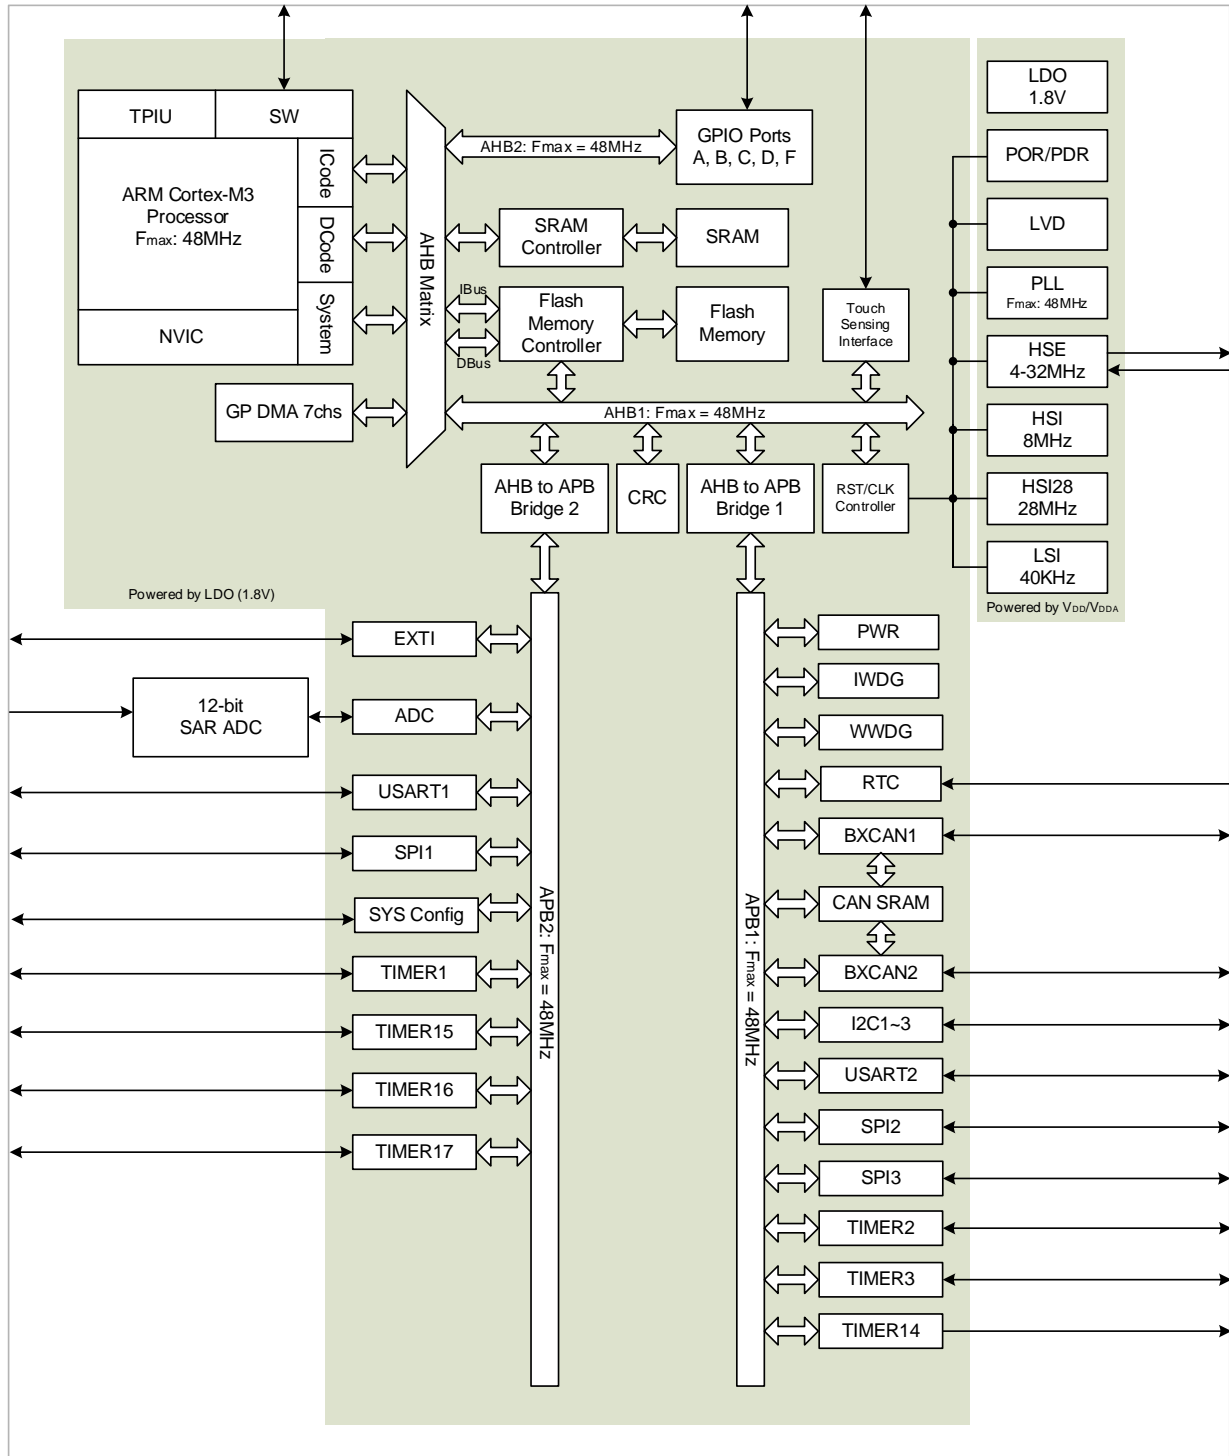 TPIU
SW
ARM Cortex-M3
Processor
Fmax: 48MHz
ICode
DCode
System
NVIC
GP DMA 7chs
AHB Matrix
AHB2: Fmax = 48MHz
GPIO Ports
A, B, C, D, F
SRAM
Controller
SRAM
IBus
DBus
Flash
Memory
Controller
Flash
Memory
Touch
Sensing
Interface
AHB1: Fmax = 48MHz
AHB to APB
Bridge 2
CRC
AHB to APB
Bridge 1
RST/CLK
Controller
LDO
1.8V
POR/PDR
LVD
PLL
Fmax: 48MHz
HSE
4-32MHz
HSI
8MHz
HSI28
28MHz
LSI
40KHz
Powered by VDD/VDDA
Powered by LDO (1.8V)
EXTI
12-bit
SAR ADC
ADC
USART1
SPI1
SYS Config
TIMER1
TIMER15
TIMER16
TIMER17
APB2: Fmax = 48MHz
APB1: Fmax = 48MHz
PWR
IWDG
WWDG
RTC
BXCAN1
CAN SRAM
BXCAN2
I2C1~3
USART2
SPI2
SPI3
TIMER2
TIMER3
TIMER14